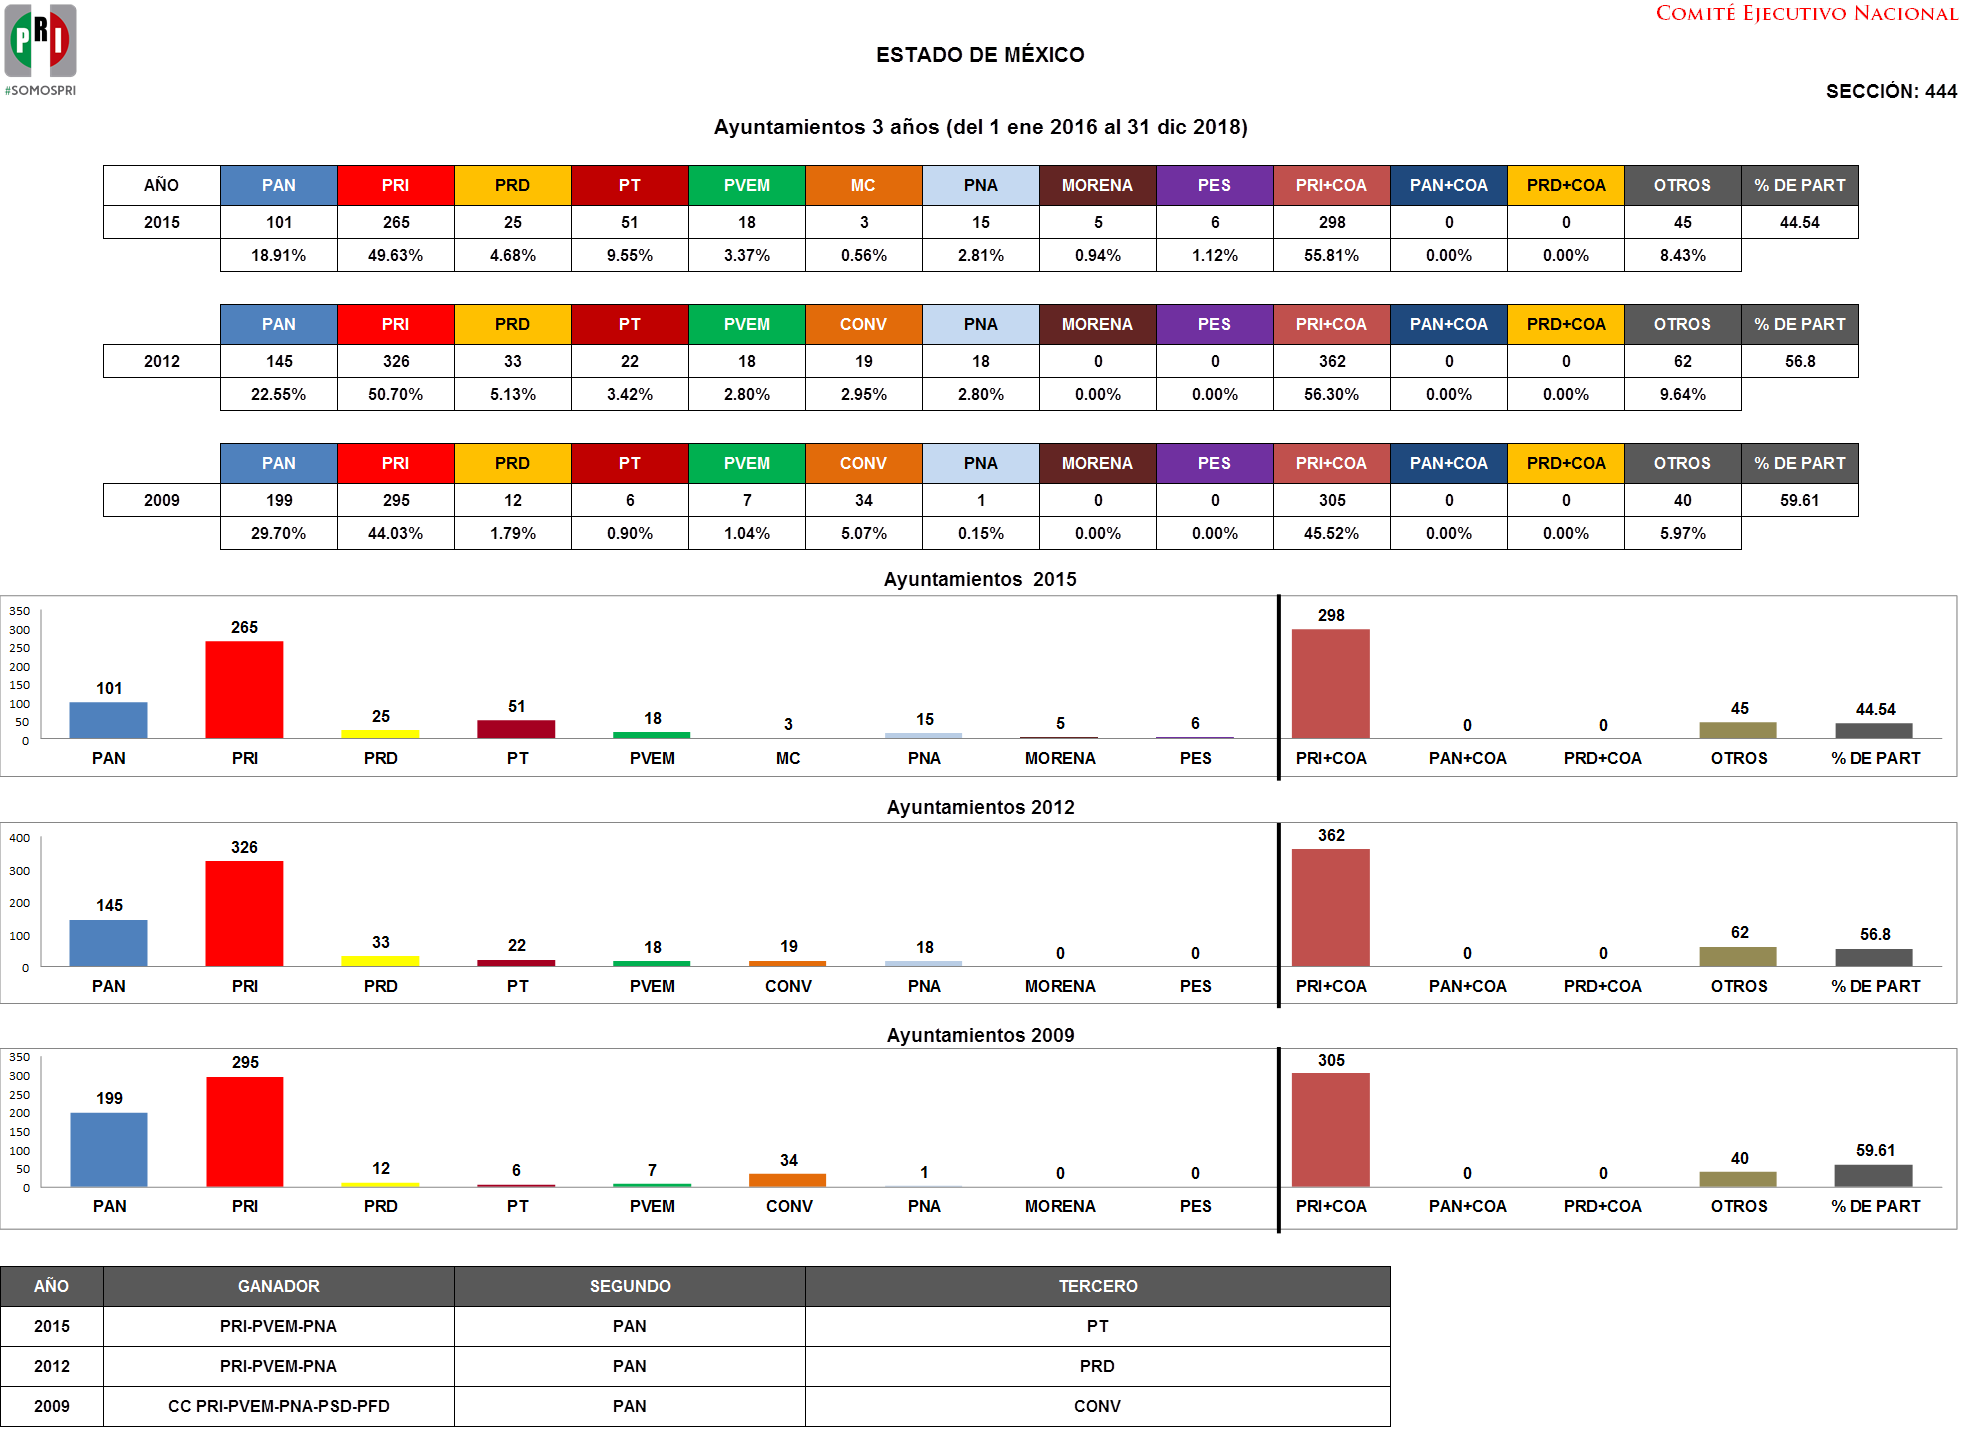 PRI
#SOMOSPRI
COMITÉ EJECUTIVO NACIONAL
ESTADO DE MÉXICO
SECCIÓN: 444
Ayuntamientos 3 años (del 1 ene 2016 al 31 dic 2018)
AÑO PAN PRI PRD PT PVEM MC PNA MORENA PES PRI+COA PAN+COA PRD+COA OTROS % DE PART
2015 101 265 25 51 18 3 15 5 6 298 0 0 45 44.54
18.91% 49.63% 4.68% 9.55% 3.37% 0.56% 2.81% 0.94% 1.12% 55.81% 0.00% 0.00% 8.43%
PAN PRI PRD PT PVEM CONV PNA MORENA PES PRI+COA PAN+COA PRD+COA OTROS % DE PART
2012 145 326 33 22 18 19 18 0 0 362 0 0 62 56.8
22.55% 50.70% 5.13% 3.42% 2.80% 2.95% 2.80% 0.00% 0.00% 56.30% 0.00% 0.00% 9.64%
PAN PRI PRD PT PVEM CONV PNA MORENA PES PRI+COA PAN+COA PRD+COA OTROS % DE PART
2009 199 295 12 6 7 34 1 0 0 305 0 0 40 59.61
29.70% 44.03% 1.79% 0.90% 1.04% 5.07% 0.15% 0.00% 0.00% 45.52% 0.00% 0.00% 5.97%
Ayuntamientos 2015
350
300
250
200
150
100
50
0
101 265 25 51 18 3 15 5 6 298 0 0 45 44.54
PAN PRI PRD PT PVEM MC PNA MORENA PES PRI+COA PAN+COA PRD+COA OTROS % DE PART
Ayuntamientos 2012
400
300
200
100
0
145 326 33 22 18 19 18 0 0 362 0 0 62 56.8
PAN PRI PRD PT PVEM CONV PNA MORENA PES PRI+COA PAN+COA PRD+COA OTROS % DE PART
Ayuntamientos 2009
350
300
250
200
150
100
50
0
199 295 12 6 7 34 1 0 0 305 0 0 40 59.61
PAN PRI PRD PT PVEM CONV PNA MORENA PES PRI+COA PAN+COA PRD+COA OTROS % DE PART
AÑO GANADOR SEGUNDO TERCERO
2015 PRI-PVEM-PNA PAN PT
2012 PRI-PVEM-PNA PAN PRD
2009 CC PRI-PVEM-PNA-PSD-PFD PAN CONV